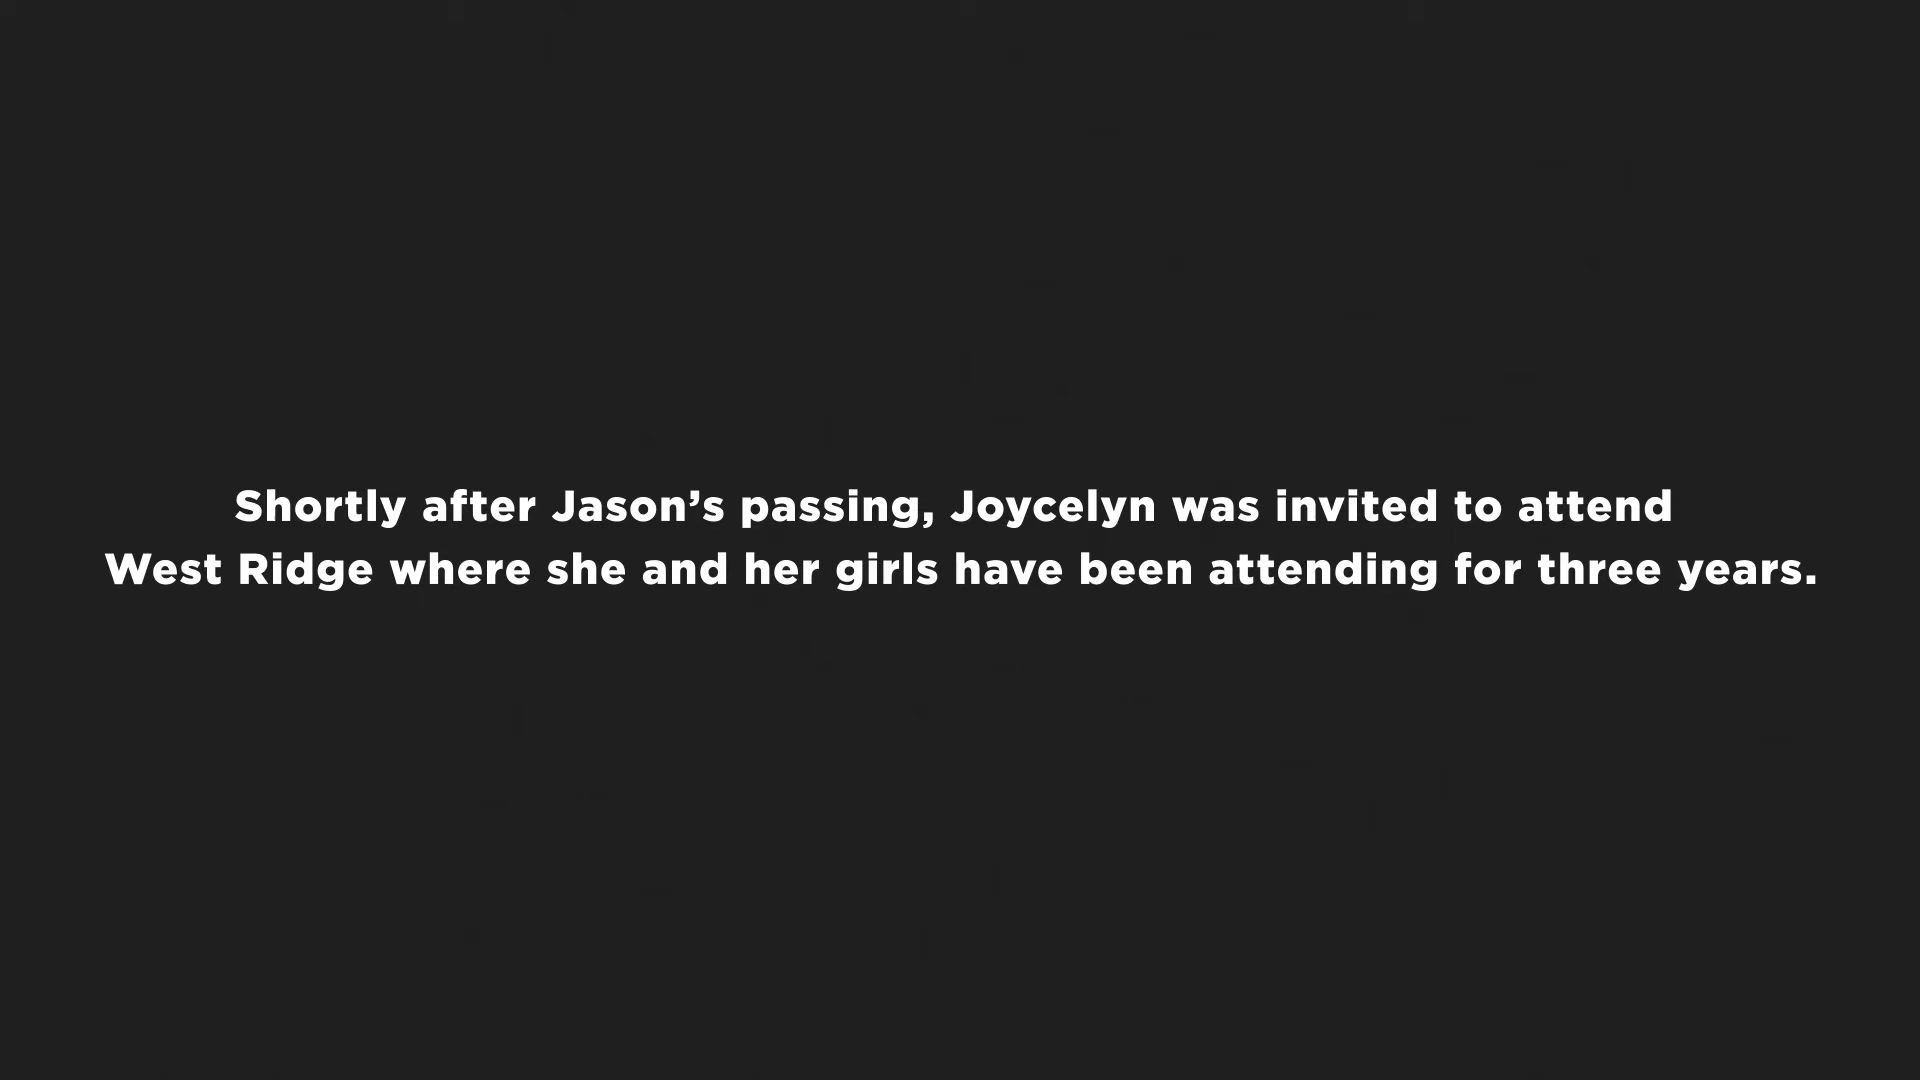 Shortly after Jason’s passing, Joycelyn was invited to attend
West Ridge where she and her girls have been attending for three years.